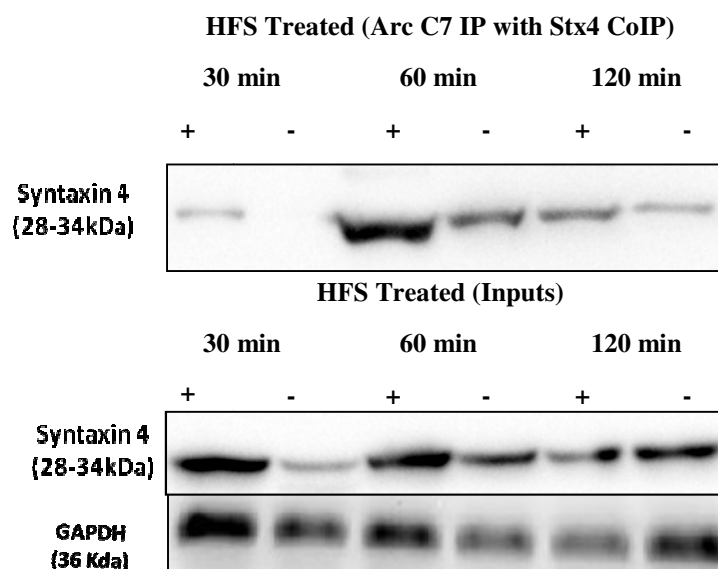 HFS Treated (Arc C7 IP with Stx4 CoIP)
30 min 60 min 120 min
+ - + - + -
Syntaxin 4
(28-34kDa)
HFS Treated (Inputs)
30 min 60 min 120 min
+ - + - + -
Syntaxin 4
(28-34kDa)
GAPDH
(36 Kda)